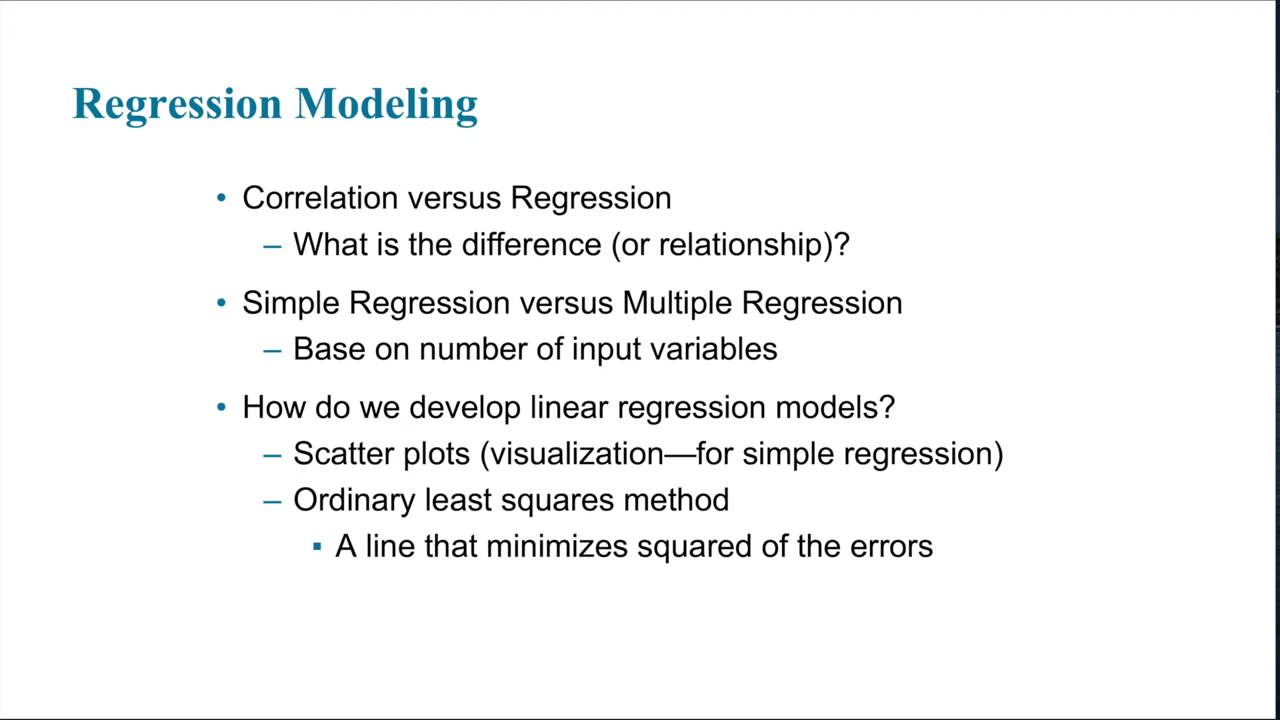 Regression Modeling
• Correlation versus Regression
– What is the difference (or relationship)?
• Simple Regression versus Multiple Regression
– Base on number of input variables
• How do we develop linear regression models?
– Scatter plots (visualization—for simple regression)
– Ordinary least squares method
▪ A line that minimizes squared of the errors